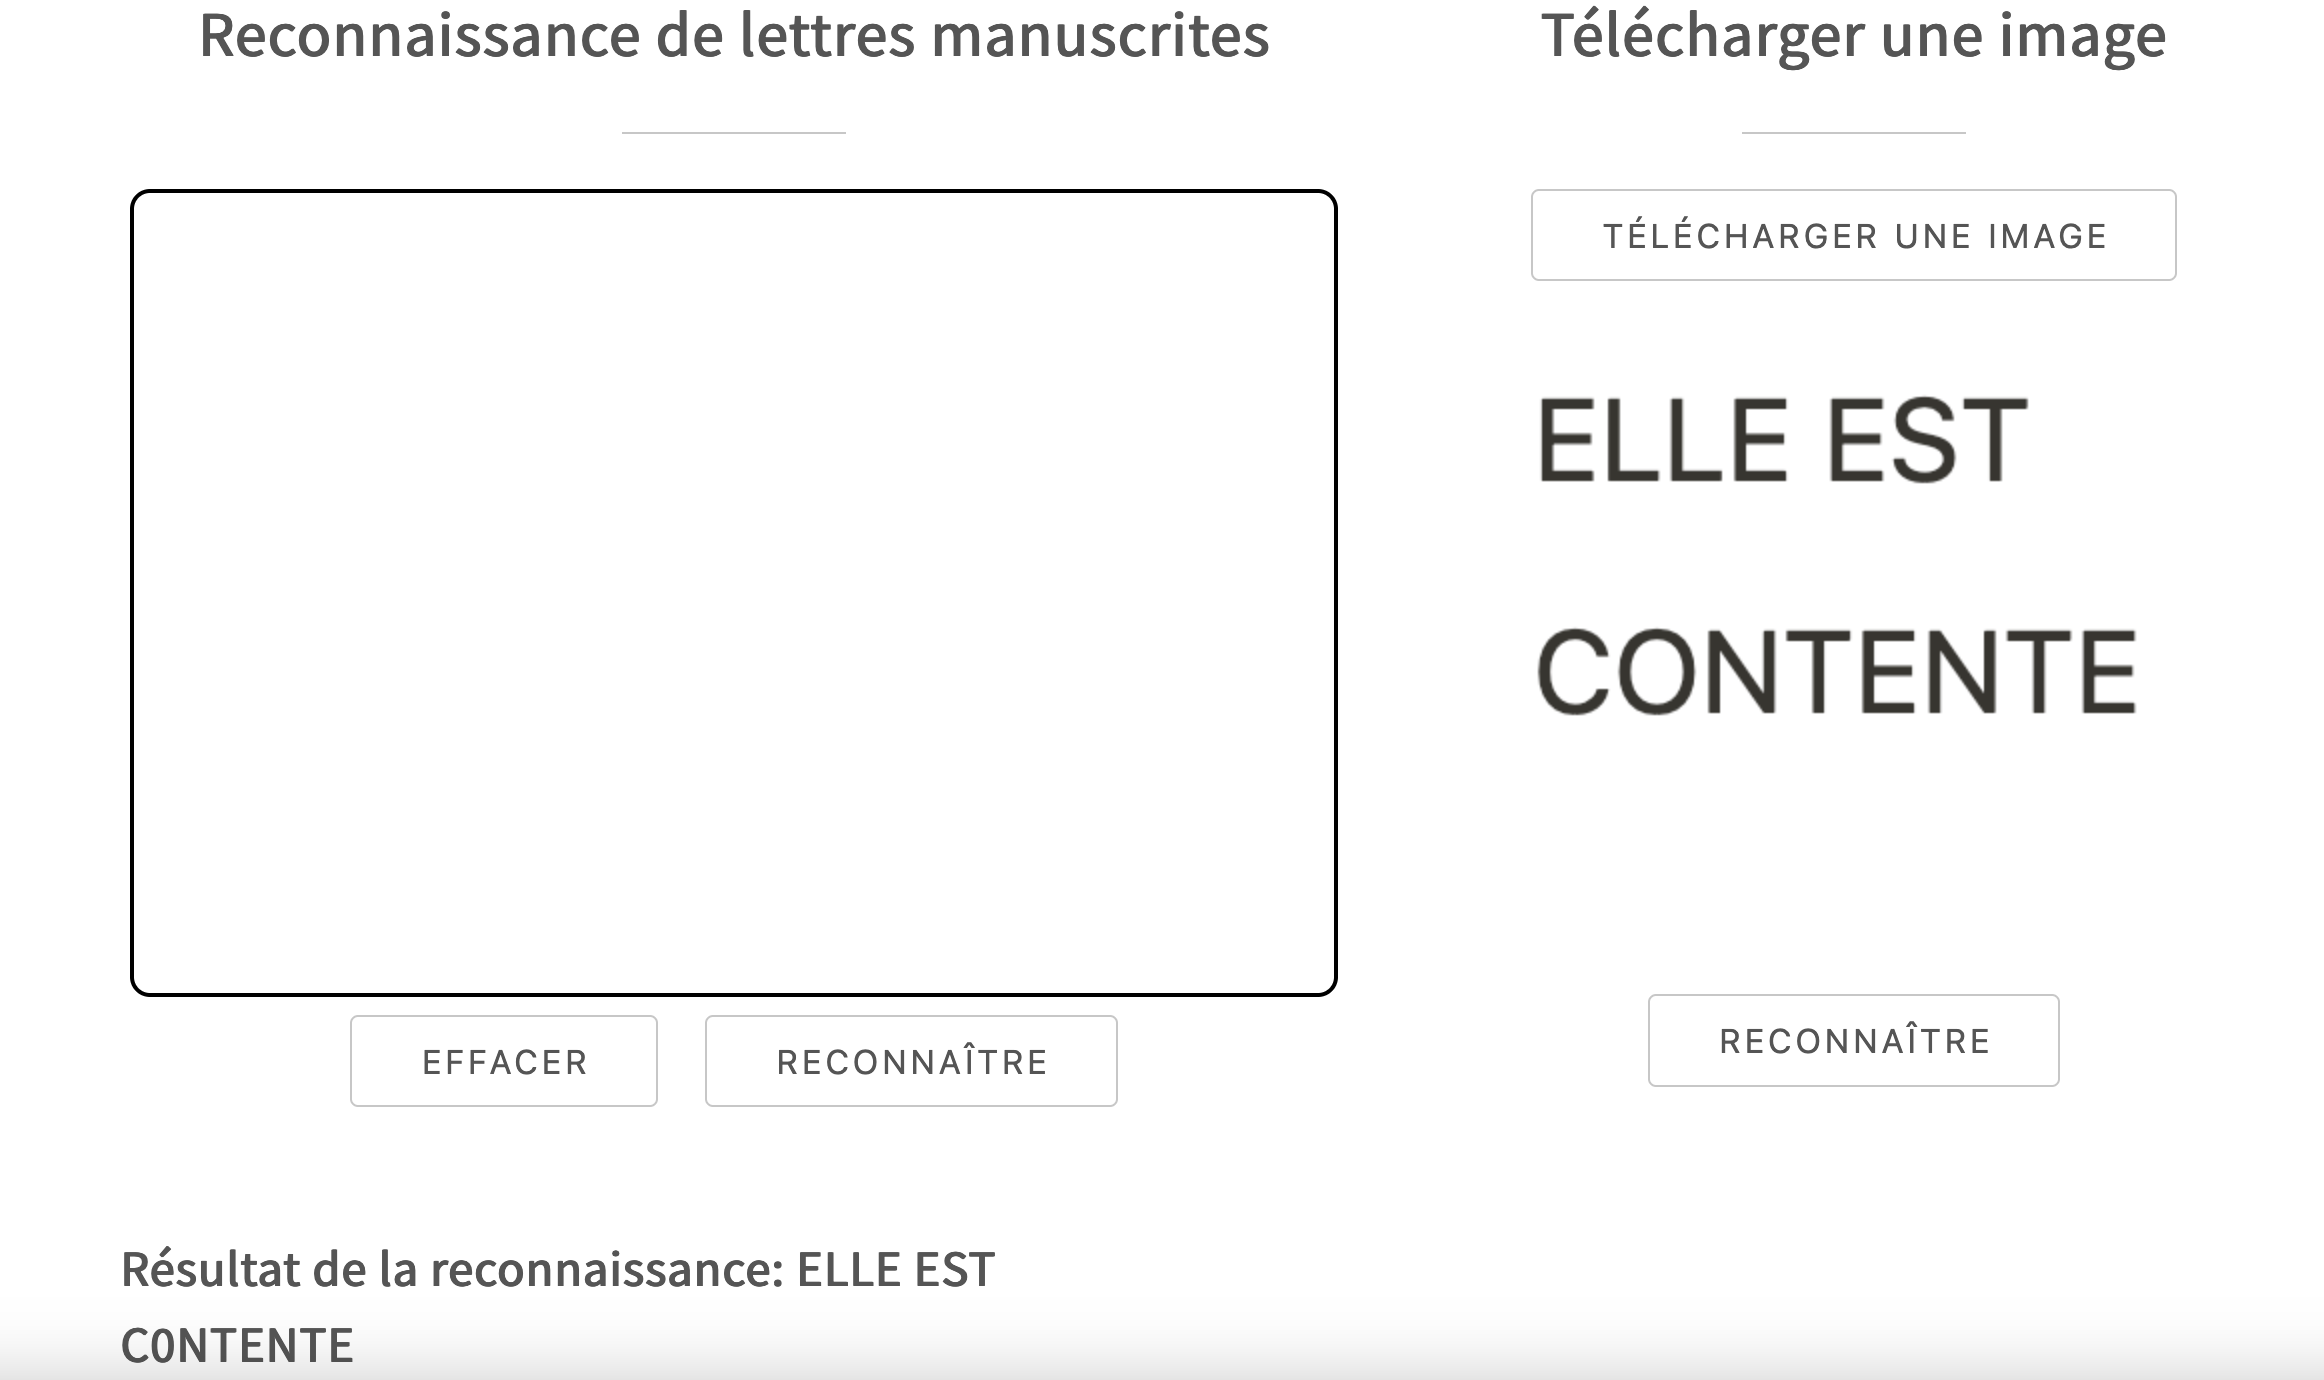 Reconnaissance de lettres manuscrites
Télécharger une image
TÉLÉCHARGER UNE IMAGE
ELLE EST
CONTENTE
EFFACER
RECONNAÎTRE
RECONNAÎTRE
Résultat de la reconnaissance: ELLE EST
C0NTENTE